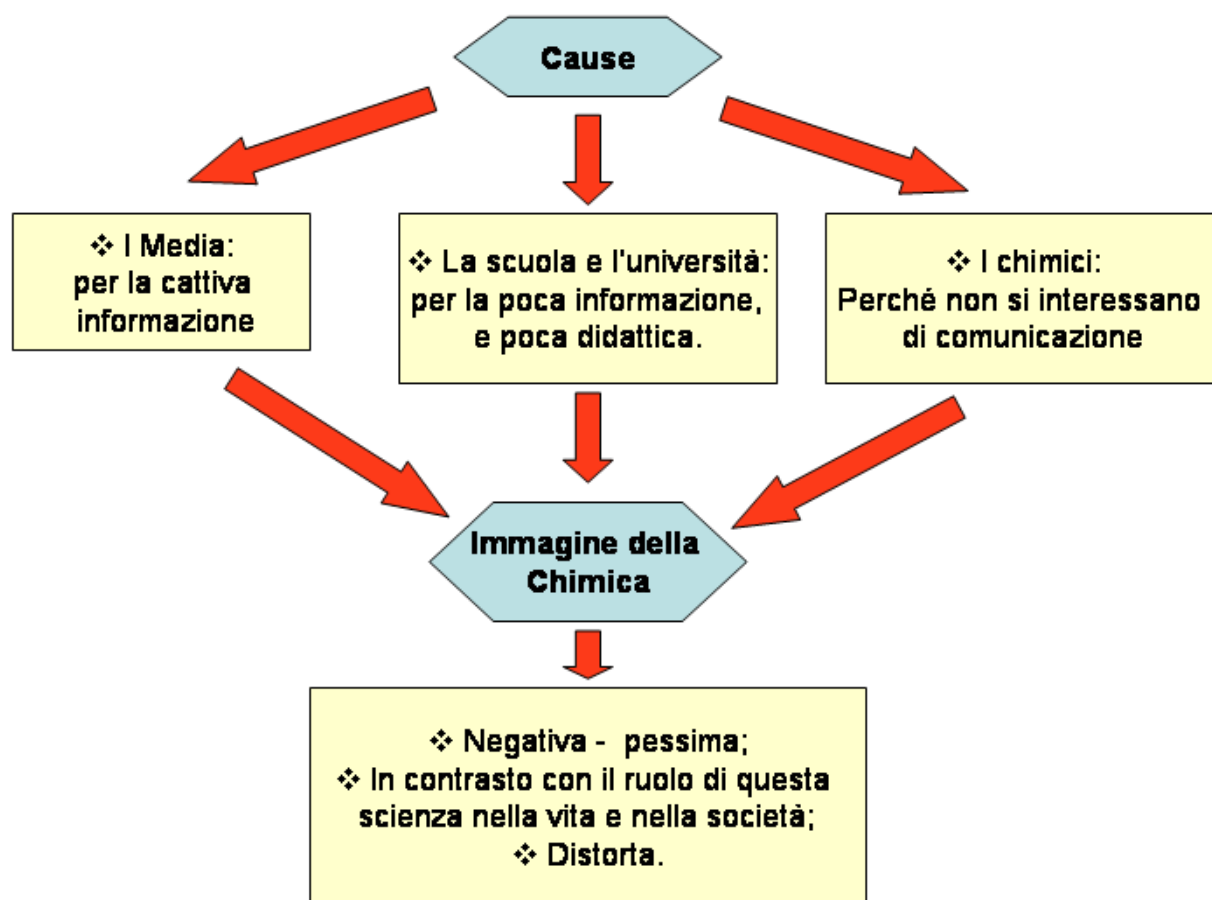 Cause
❖ I Media:
per la cattiva
informazione
❖ La scuola e l'università:
per la poca informazione,
e poca didattica.
❖ I chimici:
Perché non si interessano
di comunicazione
Immagine della
Chimica
❖ Negativa - pessima;
❖ In contrasto con il ruolo di questa
scienza nella vita e nella società;
❖ Distorta.